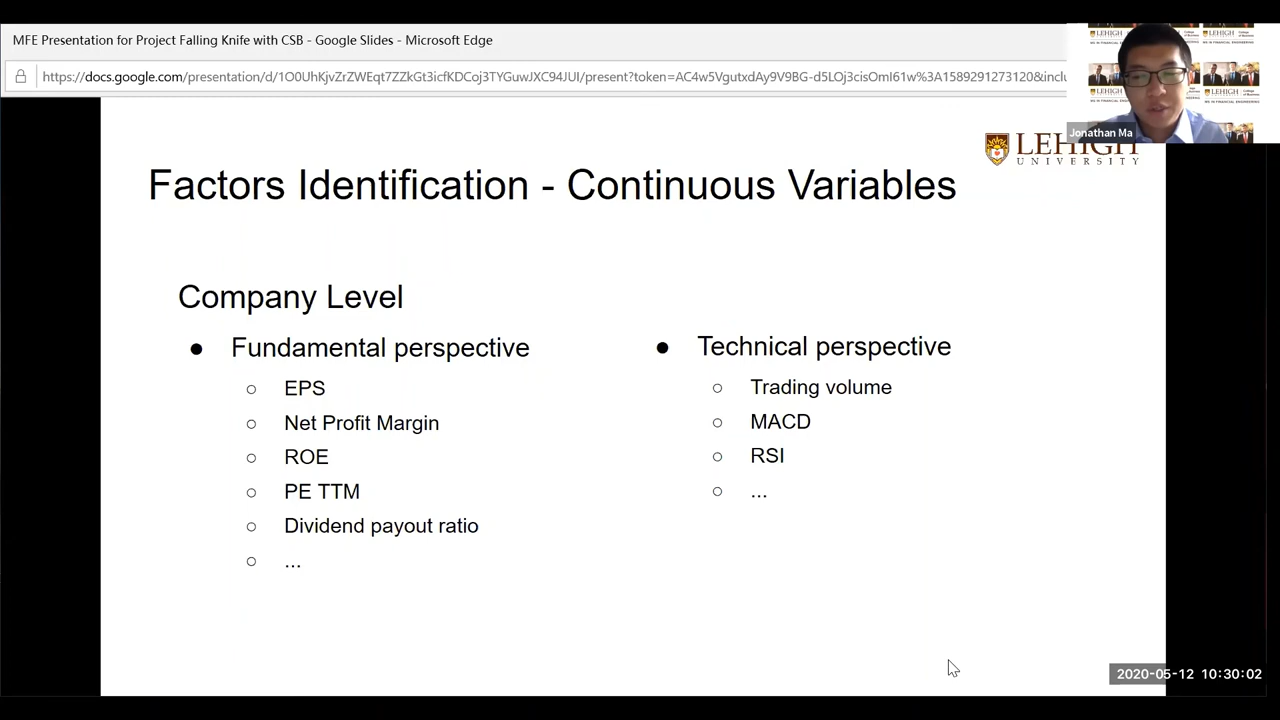 MFE Presentation for Project Falling Knife with CSB - Google Slides - Microsoft Edge
https://docs.google.com/presentation/d/1O0UhKjvZrZWEqt7ZZkGt3icfKDCoj3TYGuwJXC94JUI/present?token=AC4w5VgutxdAy9V9BG-d5LOj3cisOmI61w%3A1589291273120&inclu
Jonathan Ma
LEHIGH
UNIVERSITY
Factors Identification - Continuous Variables
Company Level
● Fundamental perspective
○ EPS
○ Net Profit Margin
○ ROE
○ PE TTM
○ Dividend payout ratio
○ ...
● Technical perspective
○ Trading volume
○ MACD
○ RSI
○ ...
2020-05-12 10:30:02